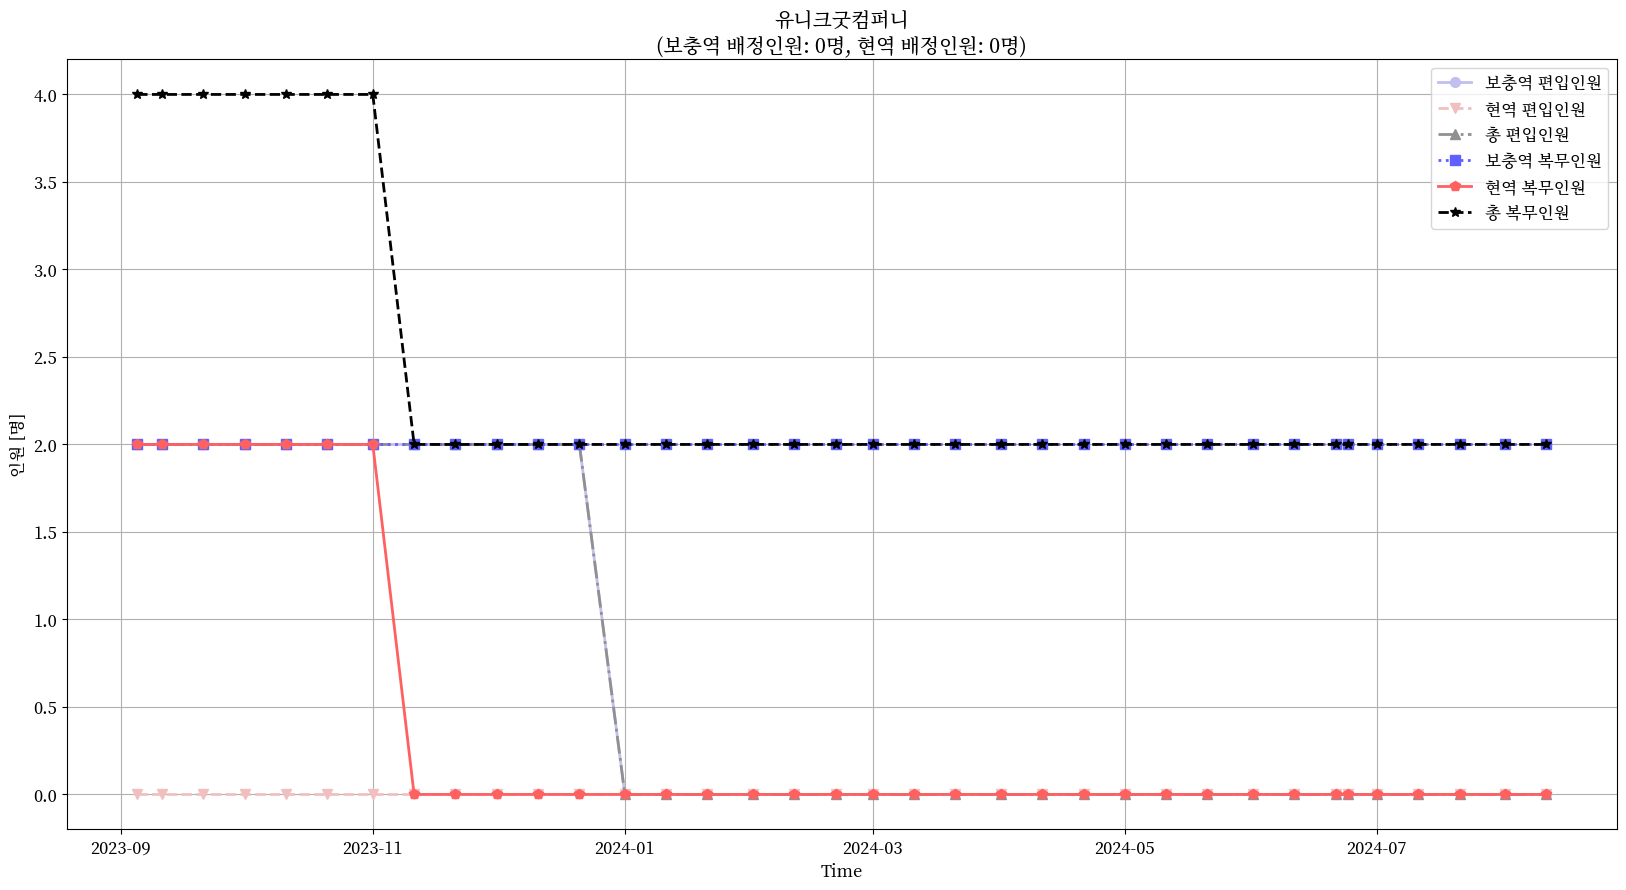 유니크굿컴퍼니
(보충역 배정인원: 0명, 현역 배정인원: 0명)
보충역 편입인원
현역 편입인원
총 편입인원
보충역 복무인원
현역 복무인원
총 복무인원
인원 [명]
4.0
3.5
3.0
2.5
2.0
1.5
1.0
0.5
0.0
2023-09
2023-11
2024-01
2024-03
2024-05
2024-07
Time